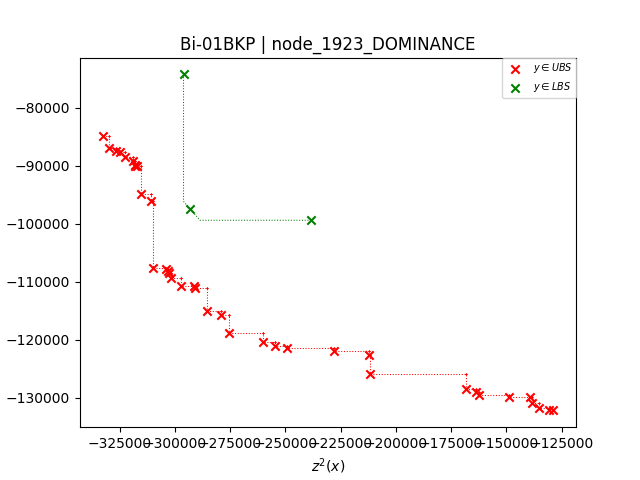 Bi-01BKP | node_1923_DOMINANCE
y ∈ UBS
y ∈ LBS
−80000
−90000
−100000
−110000
−120000
−130000
−325000 −300000 −275000 −250000 −225000 −200000 −175000 −150000 −125000
z²(x)